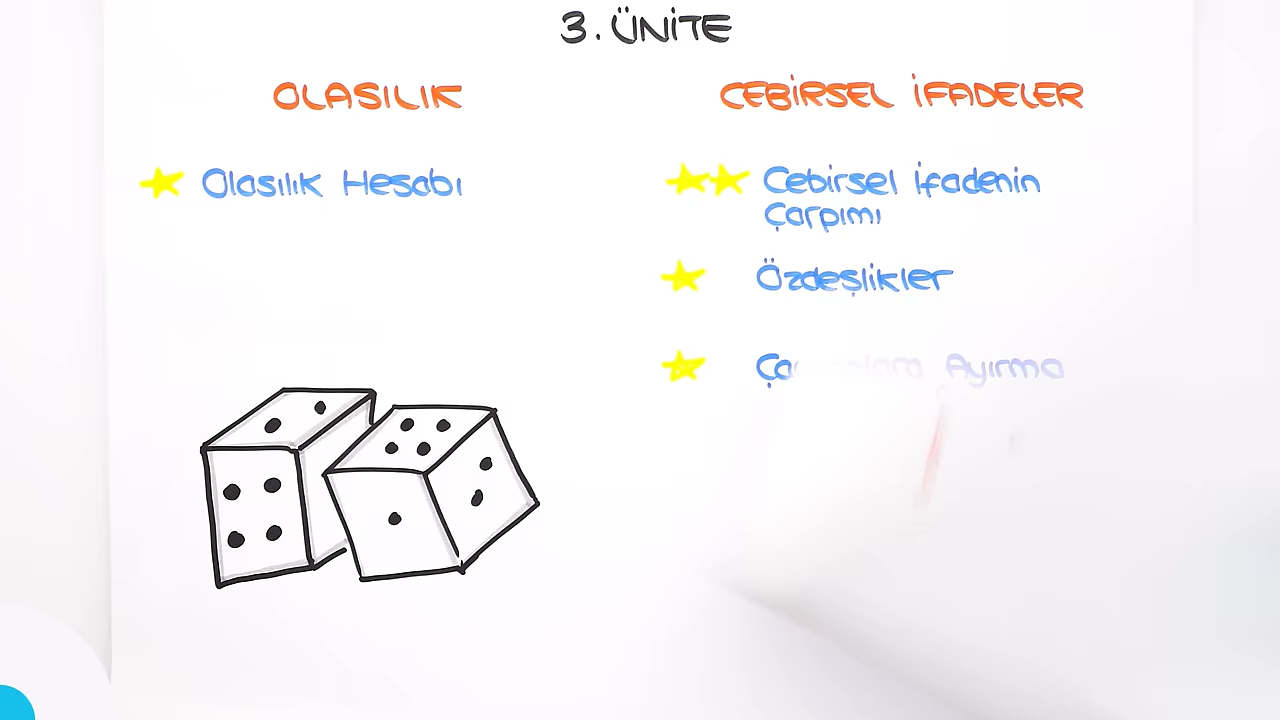 3. ÜNİTE
OLASILIK
Olasılık Hesabı
CEBİRSEL İFADELER
Cebirsel İfadenin
Çarpımı
Özdeşlikler
Ayırma